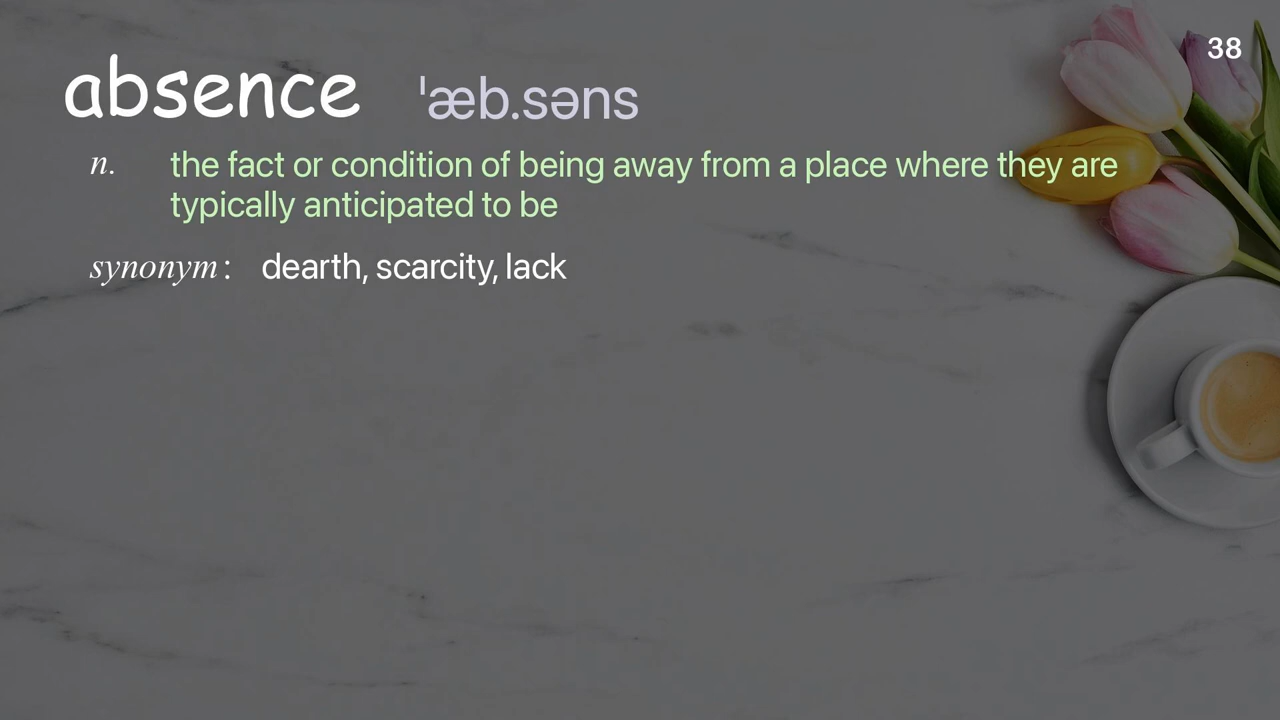 38
absence ˈæb.səns
n. the fact or condition of being away from a place where they are
typically anticipated to be
synonym: dearth, scarcity, lack